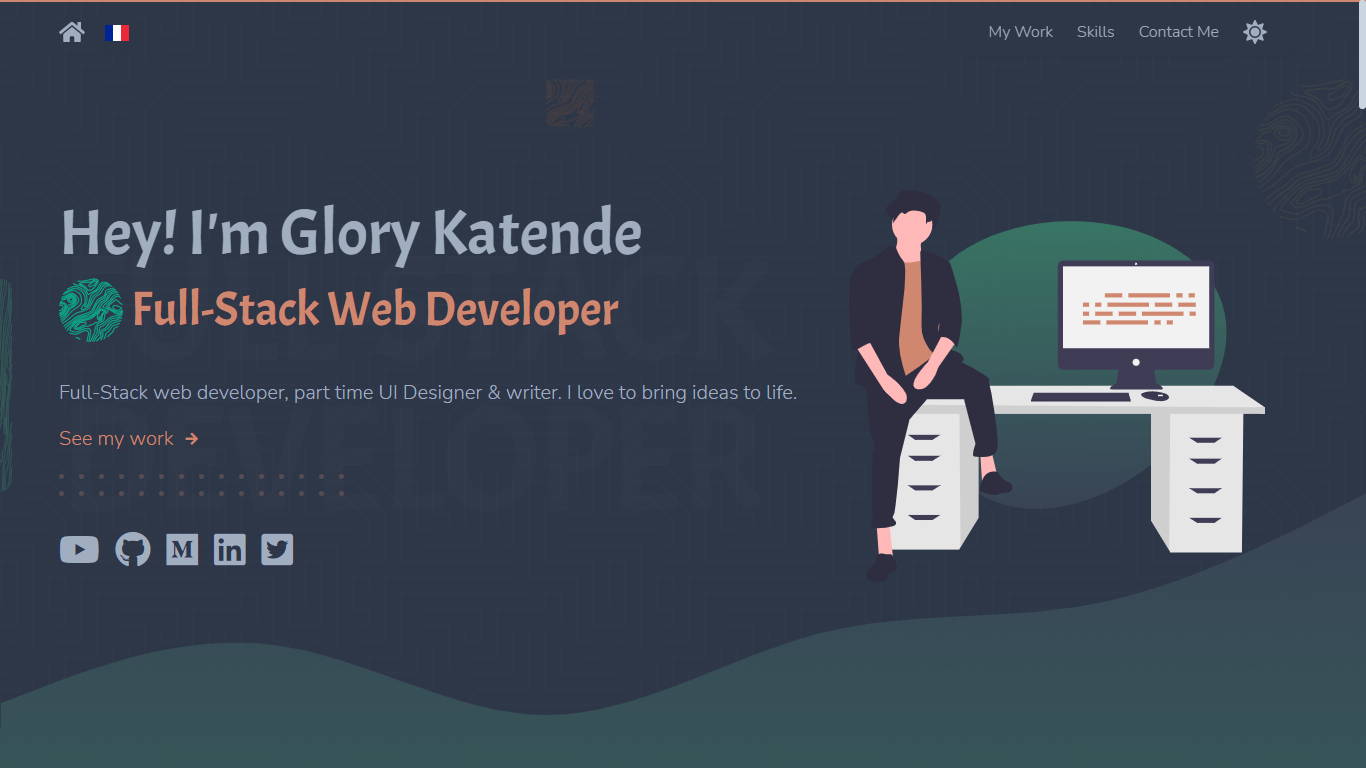 My Work Skills Contact Me
Hey! I'm Glory Katende
Full-Stack Web Developer
Full-Stack web developer, part time UI Designer & writer. I love to bring ideas to life.
See my work